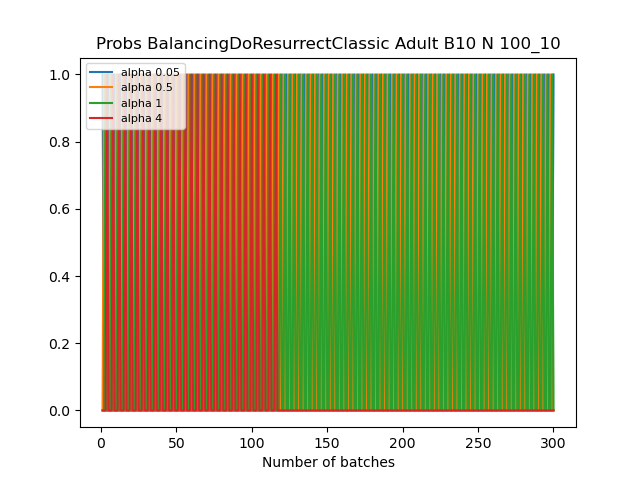 Probs BalancingDoResurrectClassic Adult B10 N 100_10
alpha 0.05
alpha 0.5
alpha 1
alpha 4
1.0
0.8
0.6
0.4
0.2
0.0
0 50 100 150 200 250 300
Number of batches